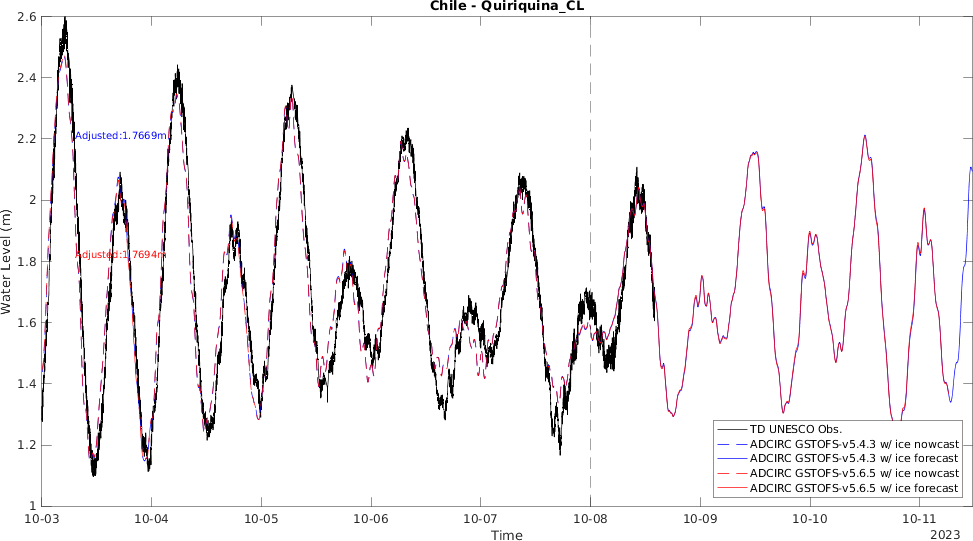 Chile - Quiriquina_CL
2.6
2.4
2.2
2
1.8
1.6
1.4
1.2
1
Water Level (m)
Adjusted:1.7669m
Adjusted:1.7694m
TD UNESCO Obs.
ADCIRC GSTOFS-v5.4.3 w/ ice nowcast
ADCIRC GSTOFS-v5.4.3 w/ ice forecast
ADCIRC GSTOFS-v5.6.5 w/ ice nowcast
ADCIRC GSTOFS-v5.6.5 w/ ice forecast
10-03 10-04 10-05 10-06 10-07 10-08 10-09 10-10 10-11
Time
2023